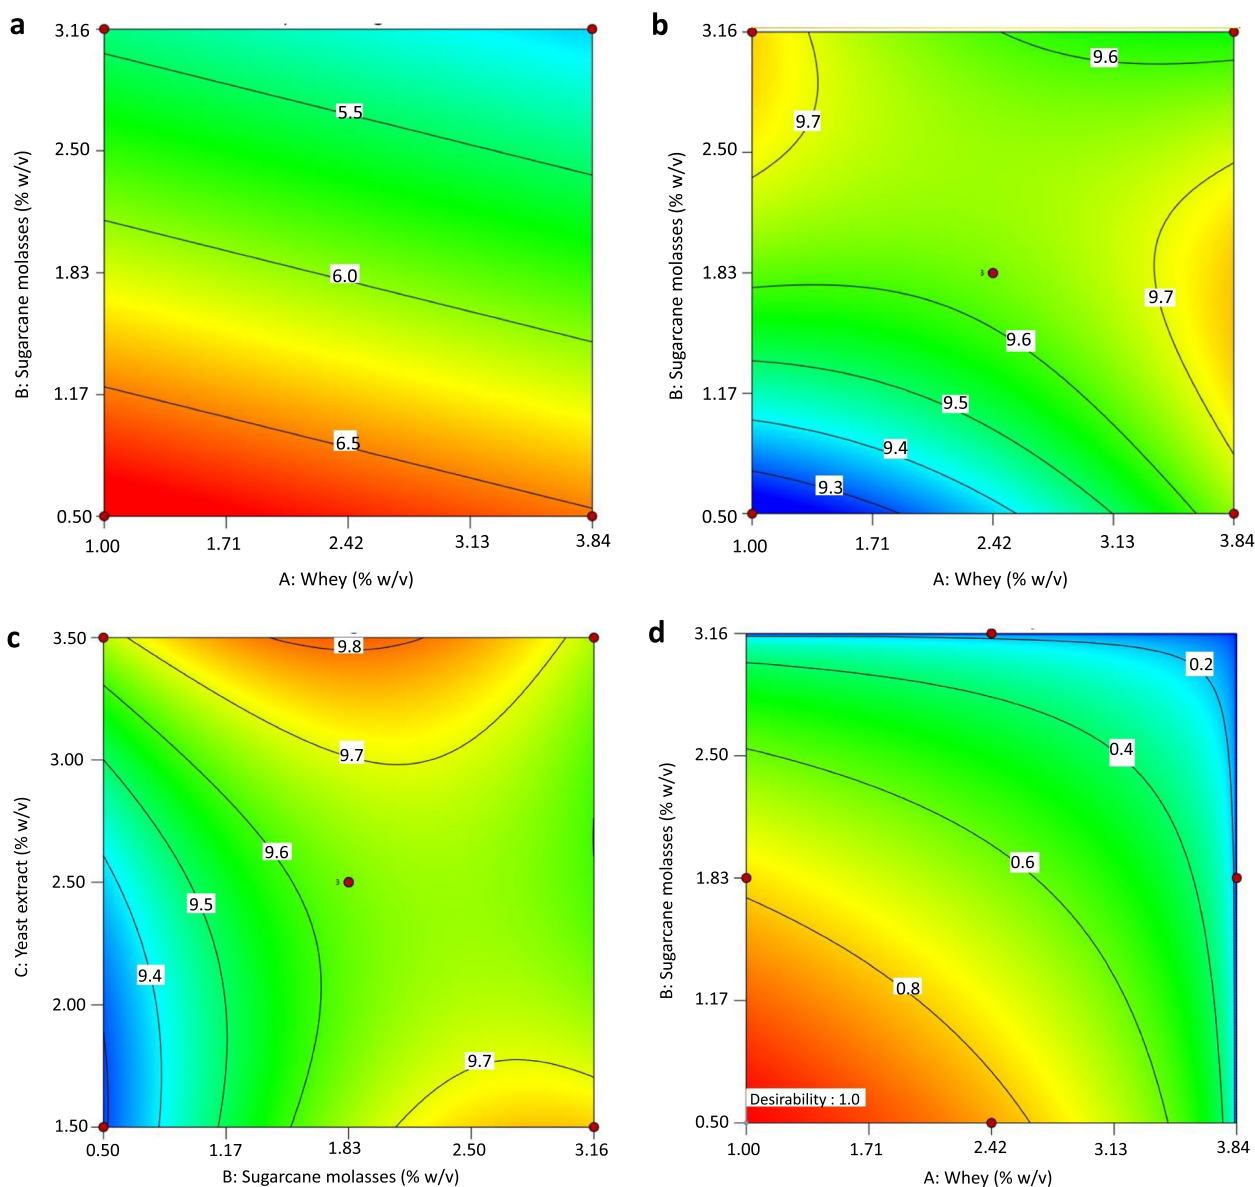 a
3.16
2.50
1.83
1.17
0.50
B: Sugarcane molasses (% w/v)
5.5
6.0
6.5
1.00 1.71 2.42 3.13 3.84
A: Whey (% w/v)
b
3.16
2.50
1.83
1.17
0.50
B: Sugarcane molasses (% w/v)
9.6
9.7
3
9.7
9.6
9.5
9.4
9.3
1.00 1.71 2.42 3.13 3.84
A: Whey (% w/v)
c
3.50
3.00
2.50
2.00
1.50
C: Yeast extract (% w/v)
9.8
9.7
9.6
3
9.5
9.4
9.7
0.50 1.17 1.83 2.50 3.16
B: Sugarcane molasses (% w/v)
d
3.16
2.50
1.83
1.17
0.50
B: Sugarcane molasses (% w/v)
0.2
0.4
0.6
0.8
Desirability : 1.0
1.00 1.71 2.42 3.13 3.84
A: Whey (% w/v)